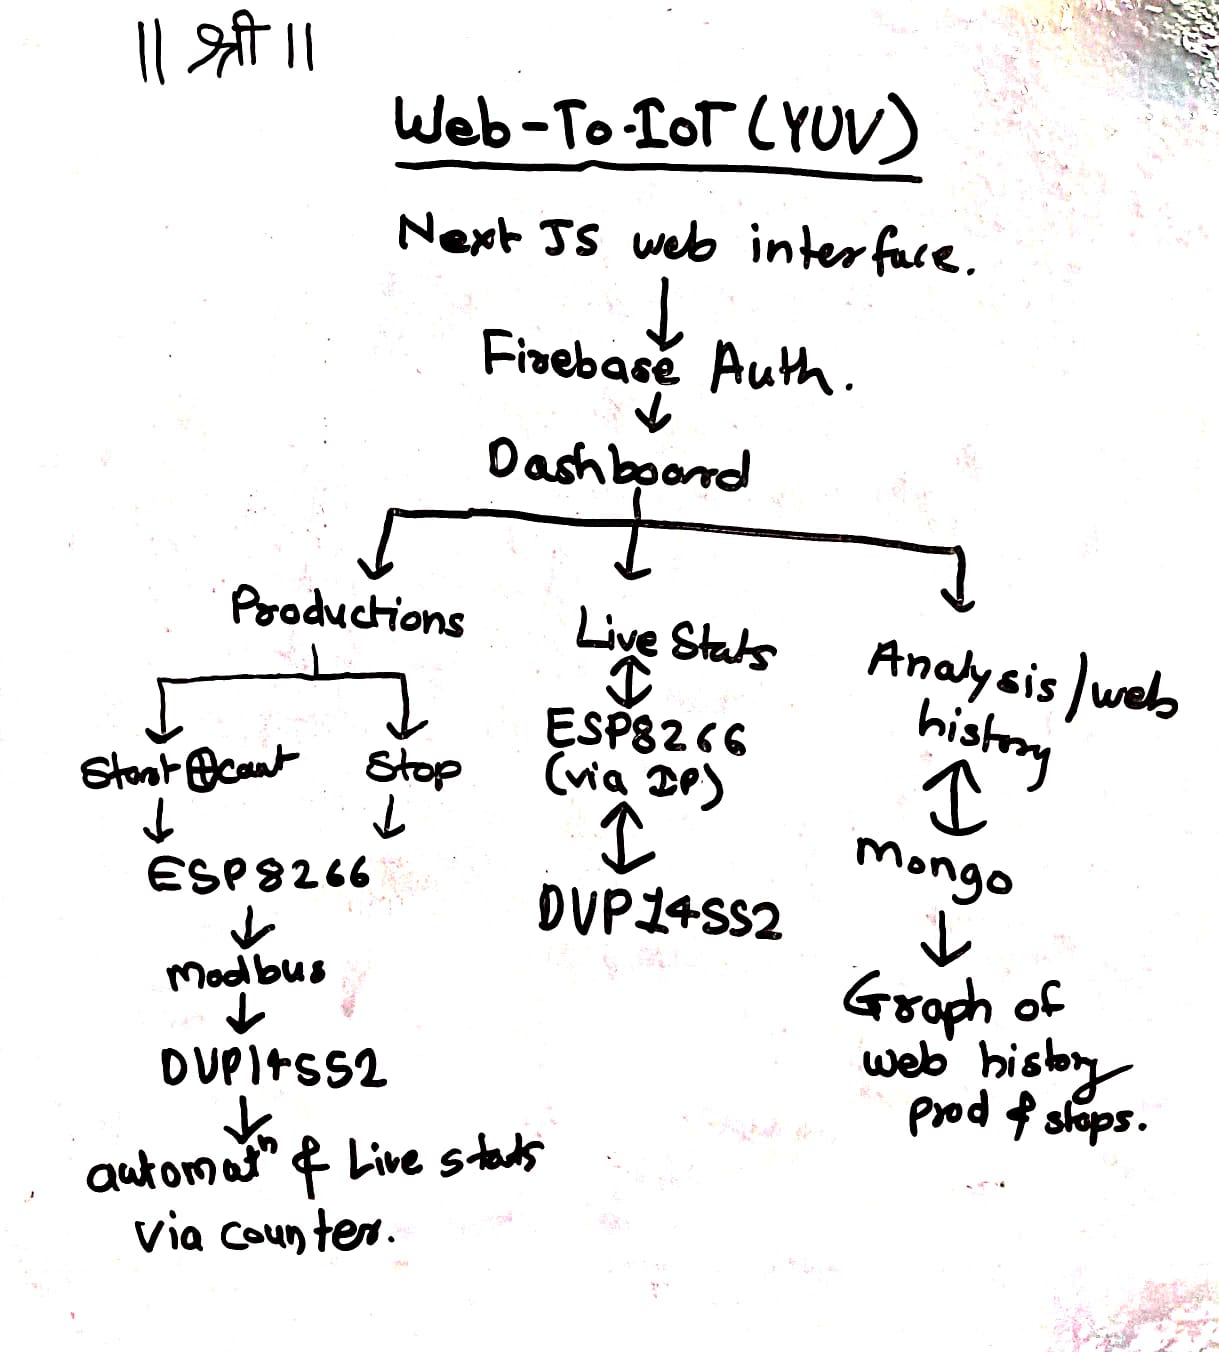 || श्री ||
Web-To-IoT (YUV)
Next JS web interface.
Firebase Auth.
Dashboard
Productions
Live Stats
Analysis / web
history
Start ⊕ count
Stop
ESP8266
(via IP)
ESP8266
Mongo
DVP14SS2
Modbus
Graph of
web history
prod & stops.
DVP14SS2
automatⁿ & Live stats
via counter.